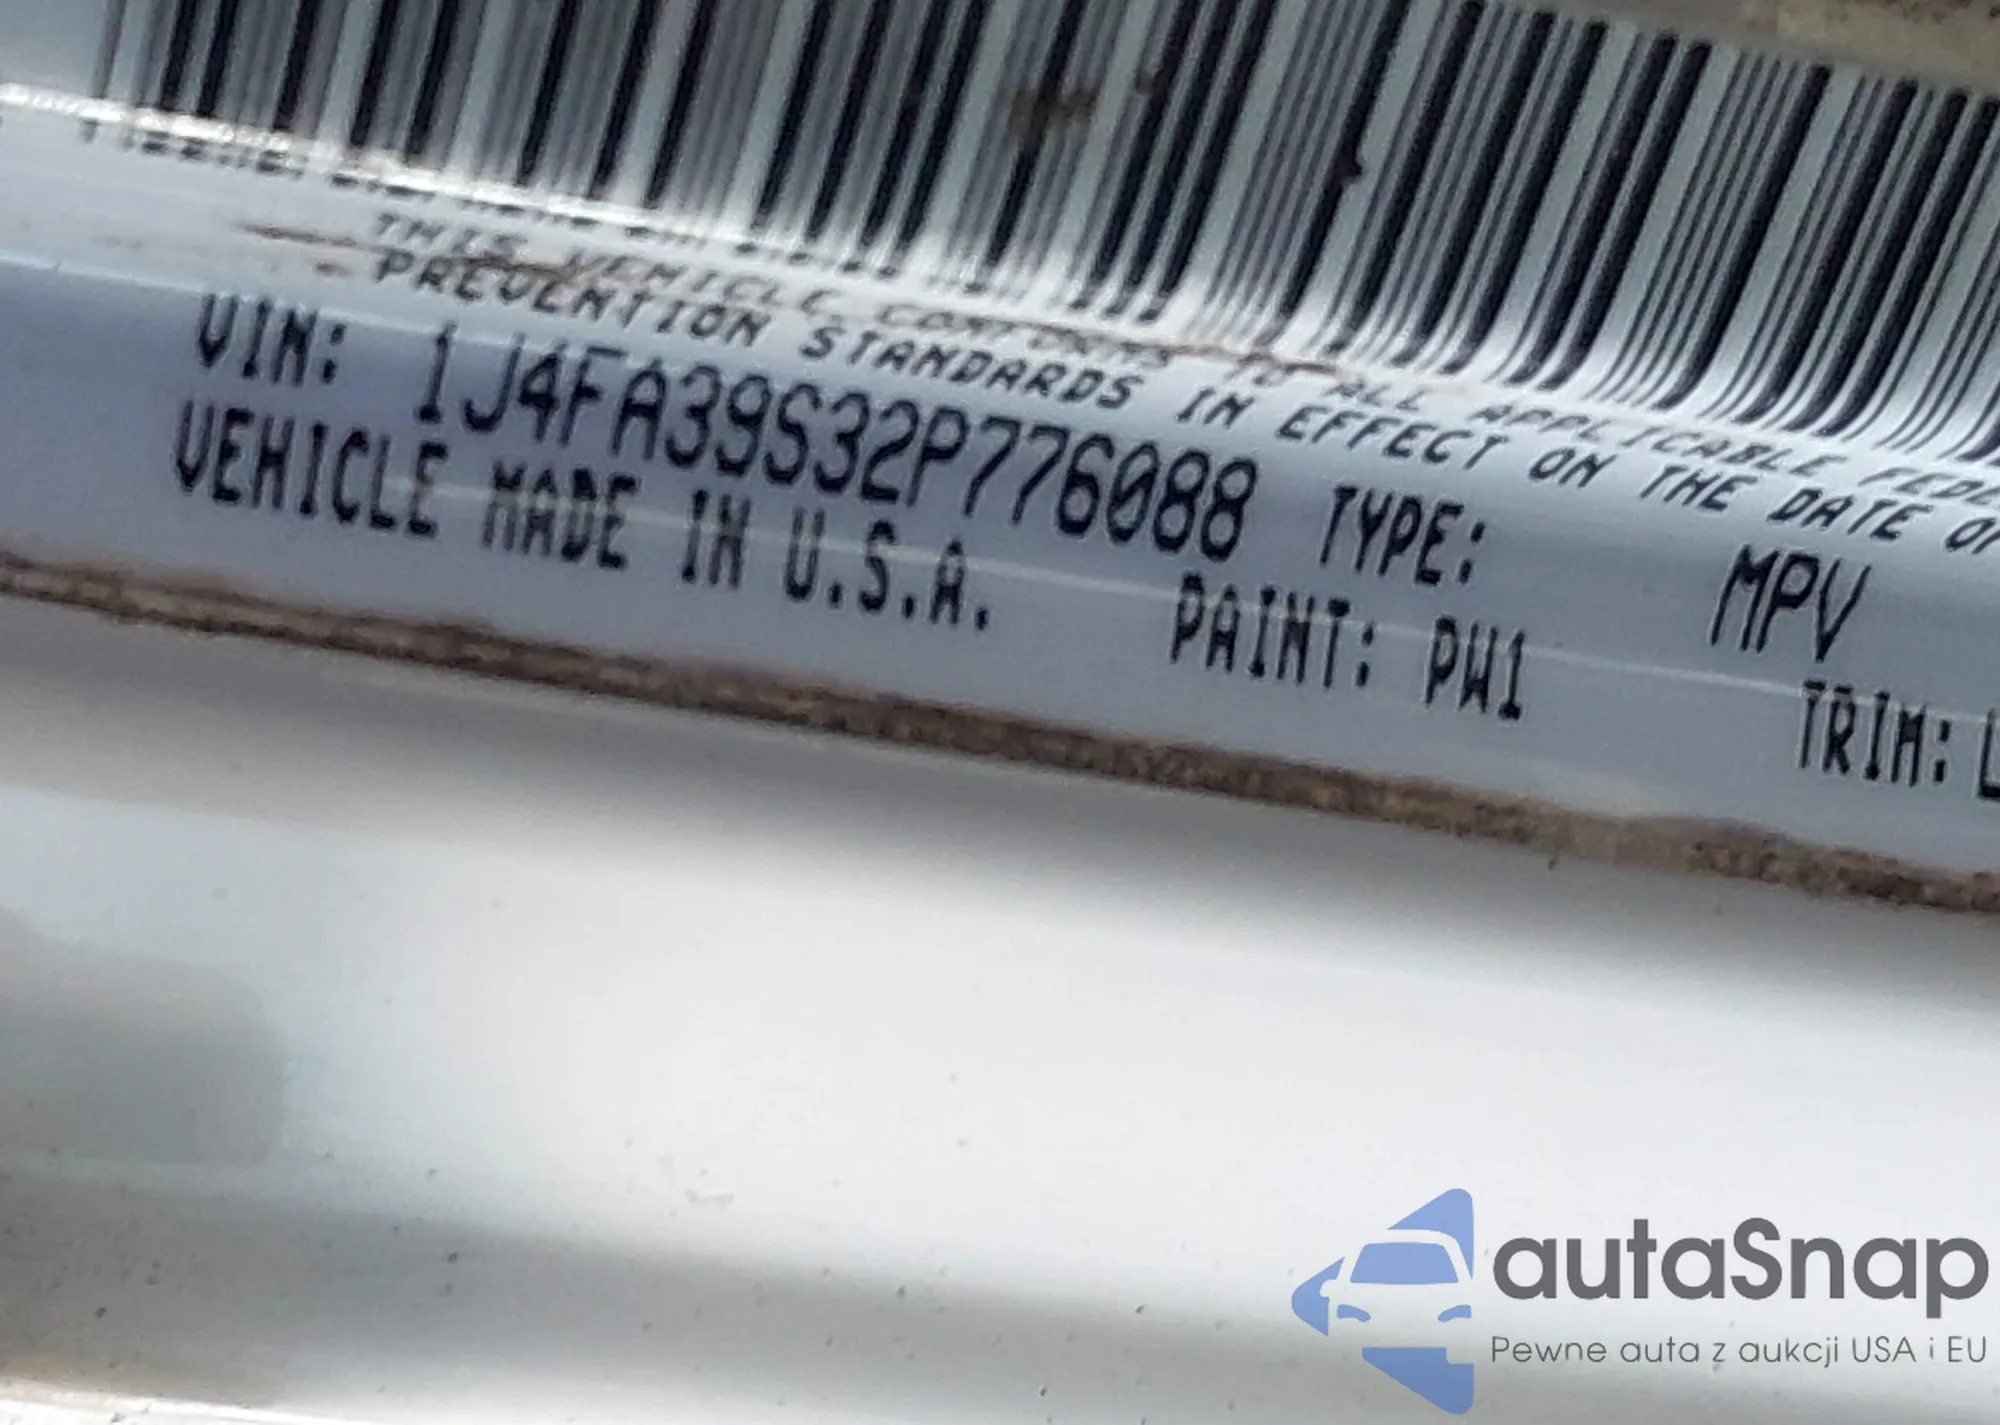 THIS VEHICLE CONFORMS TO ALL APPLICABLE FEDE
PREVENTION STANDARDS IN EFFECT ON THE DATE OF
VIN: 1J4FA39S32P776088 TYPE: MPV
VEHICLE MADE IN U.S.A. PAINT: PW1 TRIM: L
autaSnap
Pewne auta z aukcji USA i EU